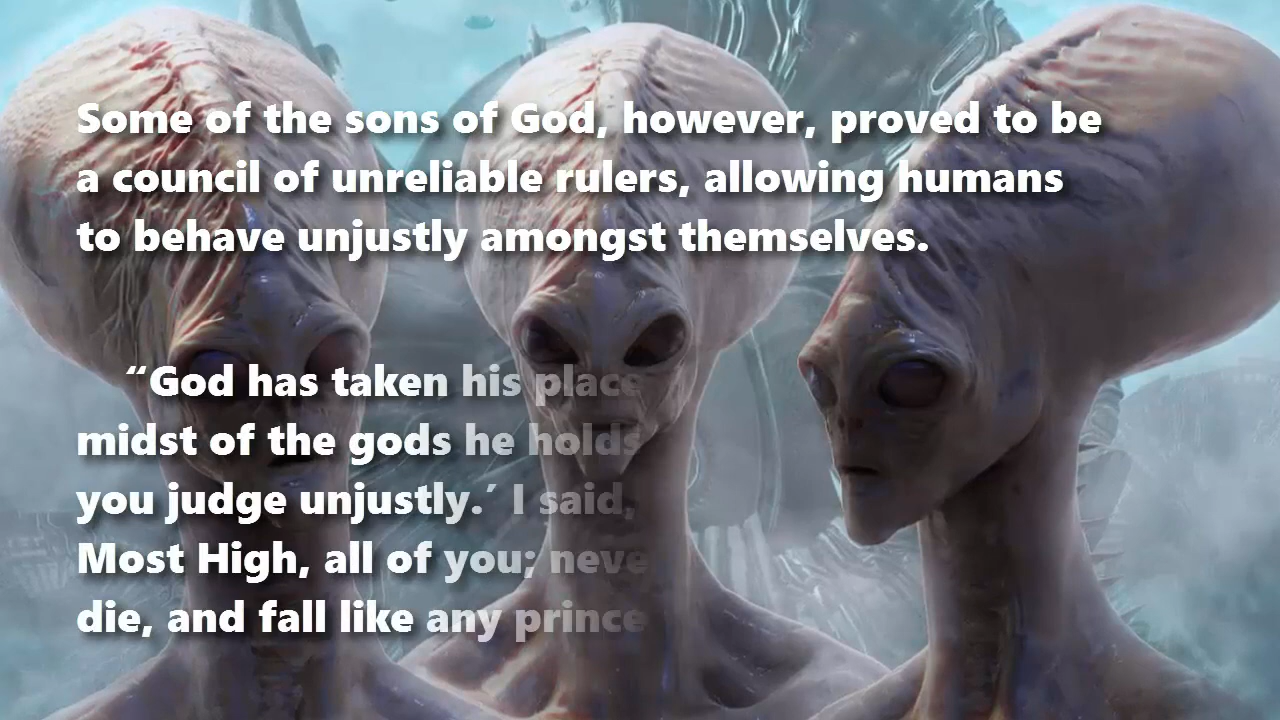 Some of the sons of God, however, proved to be
a council of unreliable rulers, allowing humans
to behave unjustly amongst themselves.
“God has taken his place
midst of the gods he holds
you judge unjustly.’ I said,
Most High, all of you; neve
die, and fall like any prince